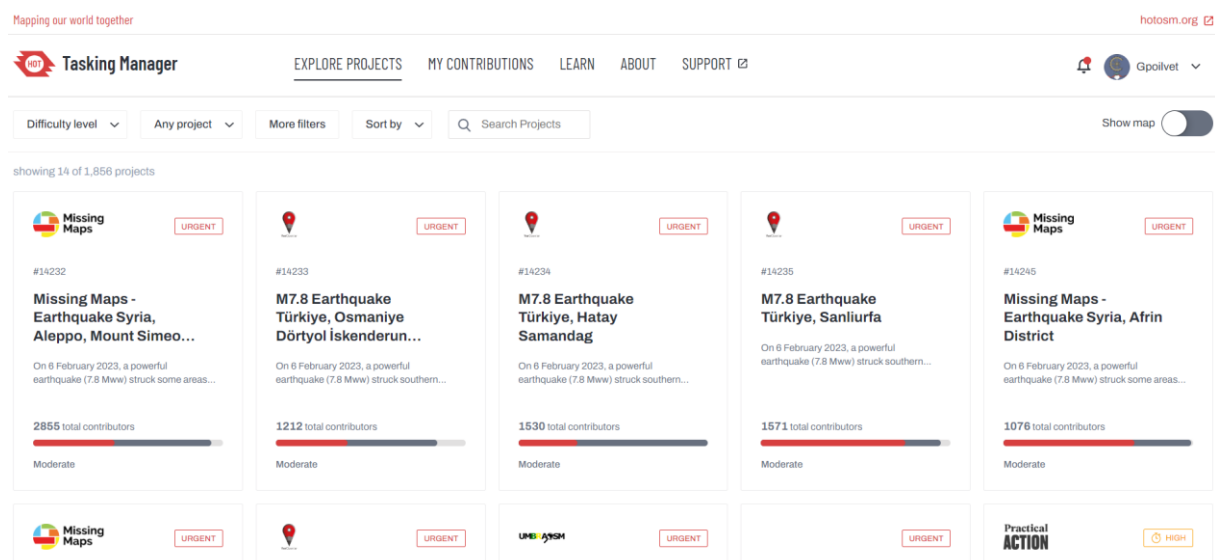 Mapping our world together
hotosm.org
HOT Tasking Manager
EXPLORE PROJECTS MY CONTRIBUTIONS LEARN ABOUT SUPPORT
Gpoilvet
Difficulty level Any project More filters Sort by Search Projects
Show map
showing 14 of 1,856 projects
Missing
Maps
URGENT
#14232
Missing Maps -
Earthquake Syria,
Aleppo, Mount Simeo...
On 6 February 2023, a powerful
earthquake (7.8 Mww) struck some areas...
2855 total contributors
Moderate
URGENT
#14233
M7.8 Earthquake
Türkiye, Osmaniye
Dörtyol İskenderun...
On 6 February 2023, a powerful
earthquake (7.8 Mww) struck southern...
1212 total contributors
Moderate
URGENT
#14234
M7.8 Earthquake
Türkiye, Hatay
Samandag
On 6 February 2023, a powerful
earthquake (7.8 Mww) struck southern...
1530 total contributors
Moderate
URGENT
#14235
M7.8 Earthquake
Türkiye, Sanliurfa
On 6 February 2023, a powerful
earthquake (7.8 Mww) struck southern...
1571 total contributors
Moderate
Missing
Maps
URGENT
#14245
Missing Maps -
Earthquake Syria, Afrin
District
On 6 February 2023, a powerful
earthquake (7.8 Mww) struck some areas...
1076 total contributors
Moderate
Missing
Maps
URGENT
URGENT
URGENT
URGENT
Practical
ACTION
HIGH